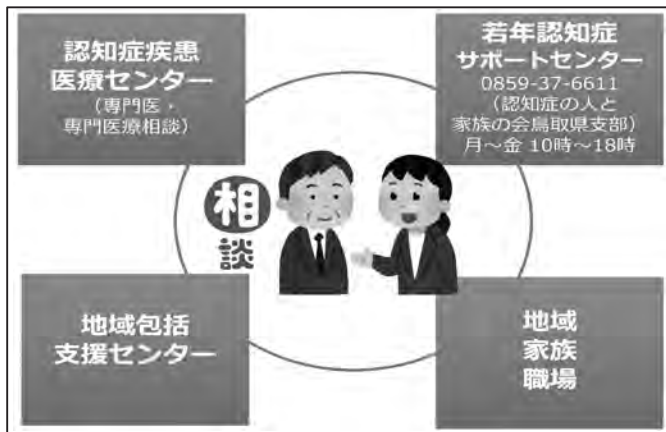 認知症疾患
医療センター
（専門医・
専門医療相談）
若年認知症
サポートセンター
0859-37-6611
（認知症の人と
家族の会鳥取県支部）
月～金 10時～18時
相
談
地域包括
支援センター
地域
家族
職場